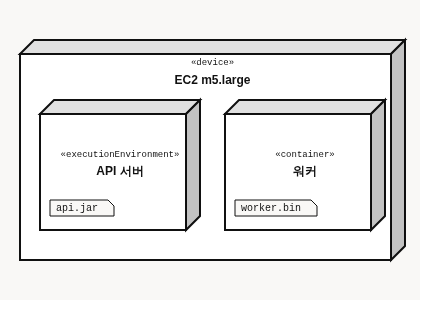 «device»
EC2 m5.large
«executionEnvironment»
API 서버
api.jar
«container»
워커
worker.bin